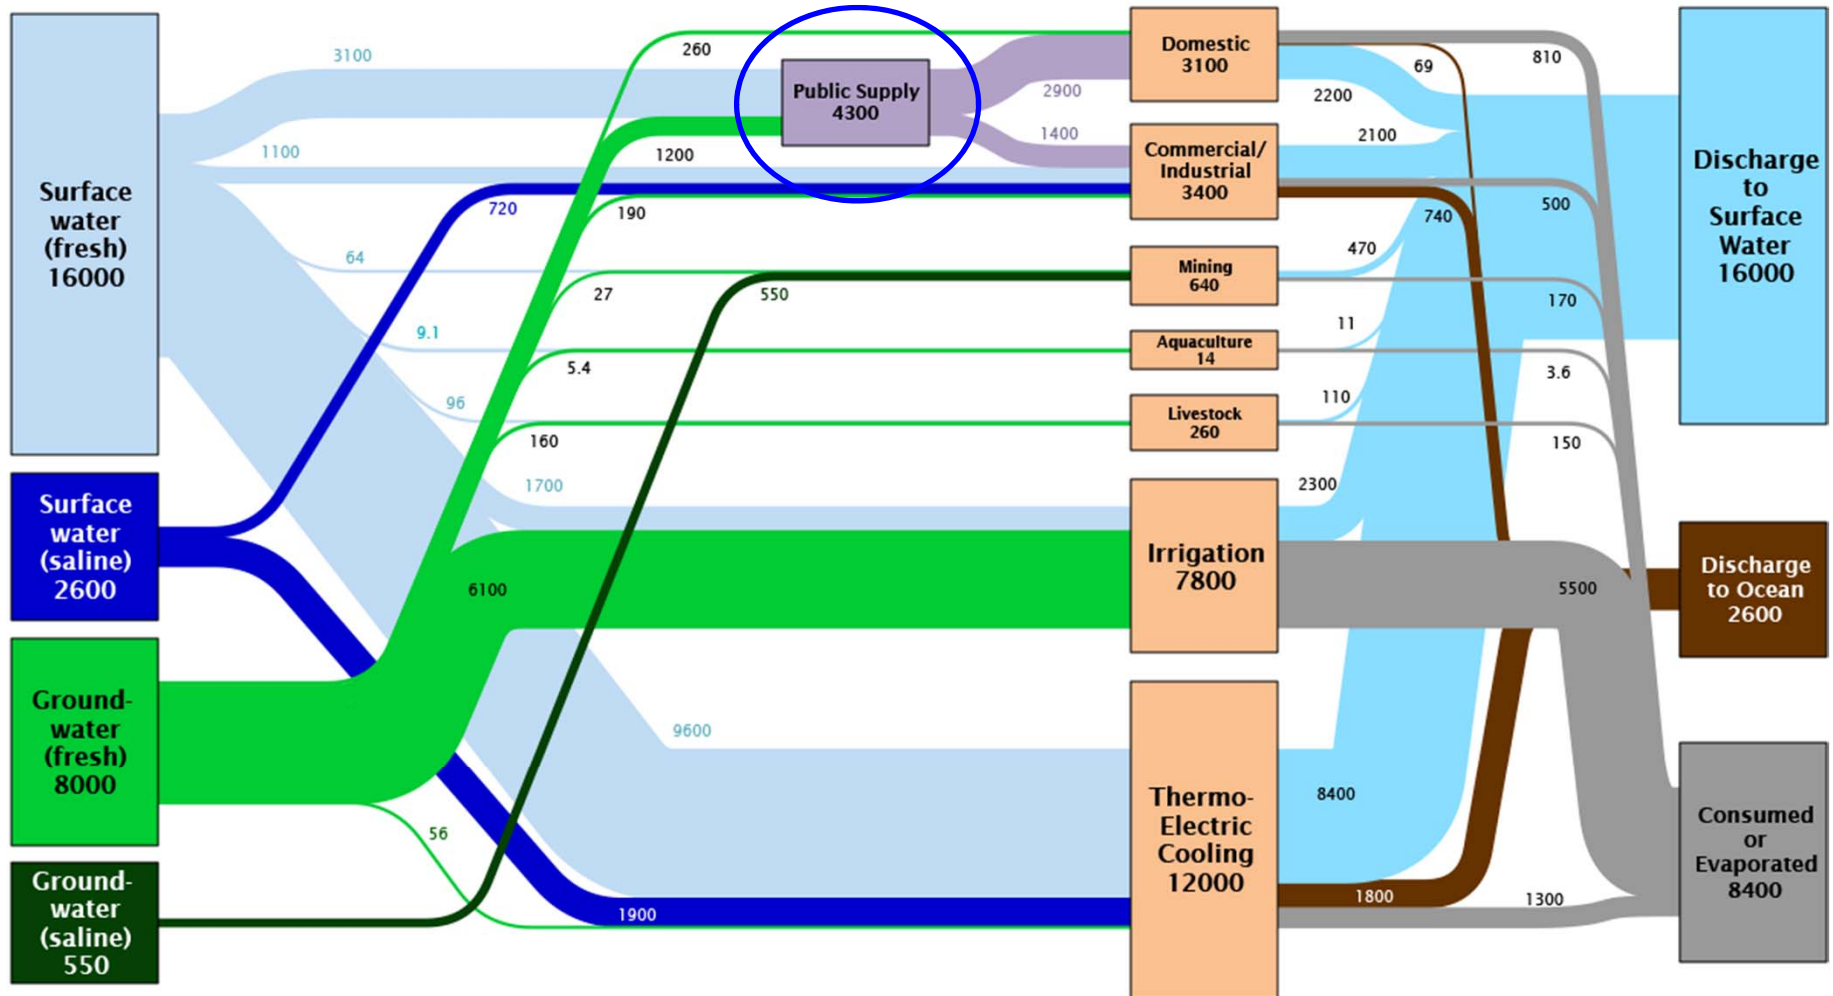 Surface
water
(fresh)
16000
Surface
water
(saline)
2600
Ground-
water
(fresh)
8000
Ground-
water
(saline)
550
3100
1100
64
9.1
96
1700
9600
720
1900
260
1200
190
27
5.4
160
6100
56
550
Public Supply
4300
2900
1400
Domestic
3100
Commercial/
Industrial
3400
Mining
640
Aquaculture
14
Livestock
260
Irrigation
7800
Thermo-
Electric
Cooling
12000
69
810
2200
2100
500
740
470
170
11
3.6
110
150
2300
5500
8400
1800
1300
Discharge
to
Surface
Water
16000
Discharge
to Ocean
2600
Consumed
or
Evaporated
8400